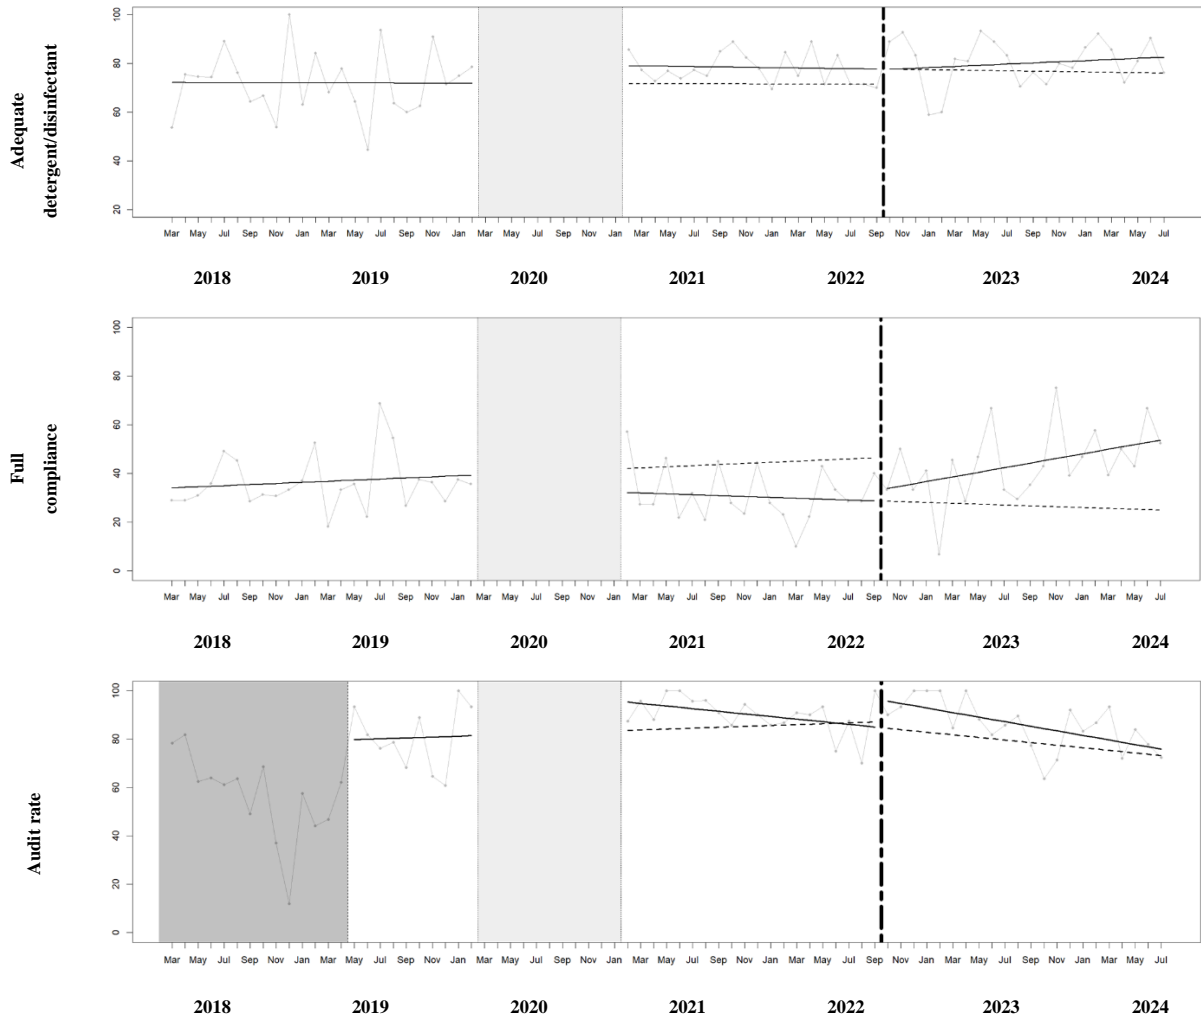 Adequate
detergent/disinfectant
100
80
60
40
20
Mar May Jul Sep Nov Jan Mar May Jul Sep Nov Jan Mar May Jul Sep Nov Jan Mar May Jul Sep Nov Jan Mar May Jul Sep Nov Jan Mar May Jul Sep Nov Jan Mar May Jul
2018 2019 2020 2021 2022 2023 2024
Full
compliance
100
80
60
40
20
0
Mar May Jul Sep Nov Jan Mar May Jul Sep Nov Jan Mar May Jul Sep Nov Jan Mar May Jul Sep Nov Jan Mar May Jul Sep Nov Jan Mar May Jul Sep Nov Jan Mar May Jul
2018 2019 2020 2021 2022 2023 2024
Audit rate
100
80
60
40
20
0
Mar May Jul Sep Nov Jan Mar May Jul Sep Nov Jan Mar May Jul Sep Nov Jan Mar May Jul Sep Nov Jan Mar May Jul Sep Nov Jan Mar May Jul Sep Nov Jan Mar May Jul
2018 2019 2020 2021 2022 2023 2024